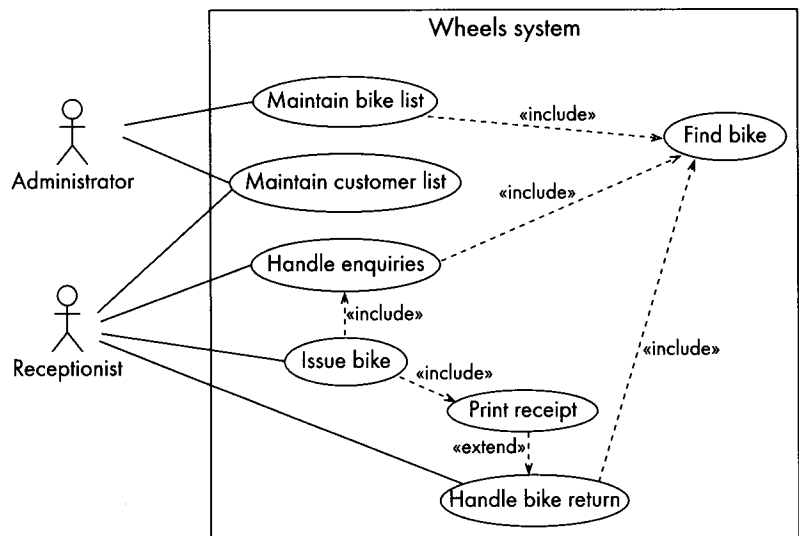 Wheels system
Maintain bike list
«include»
Find bike
Administrator
Maintain customer list
«include»
Handle enquiries
«include»
Receptionist
Issue bike
«include»
«include»
Print receipt
«extend»
Handle bike return